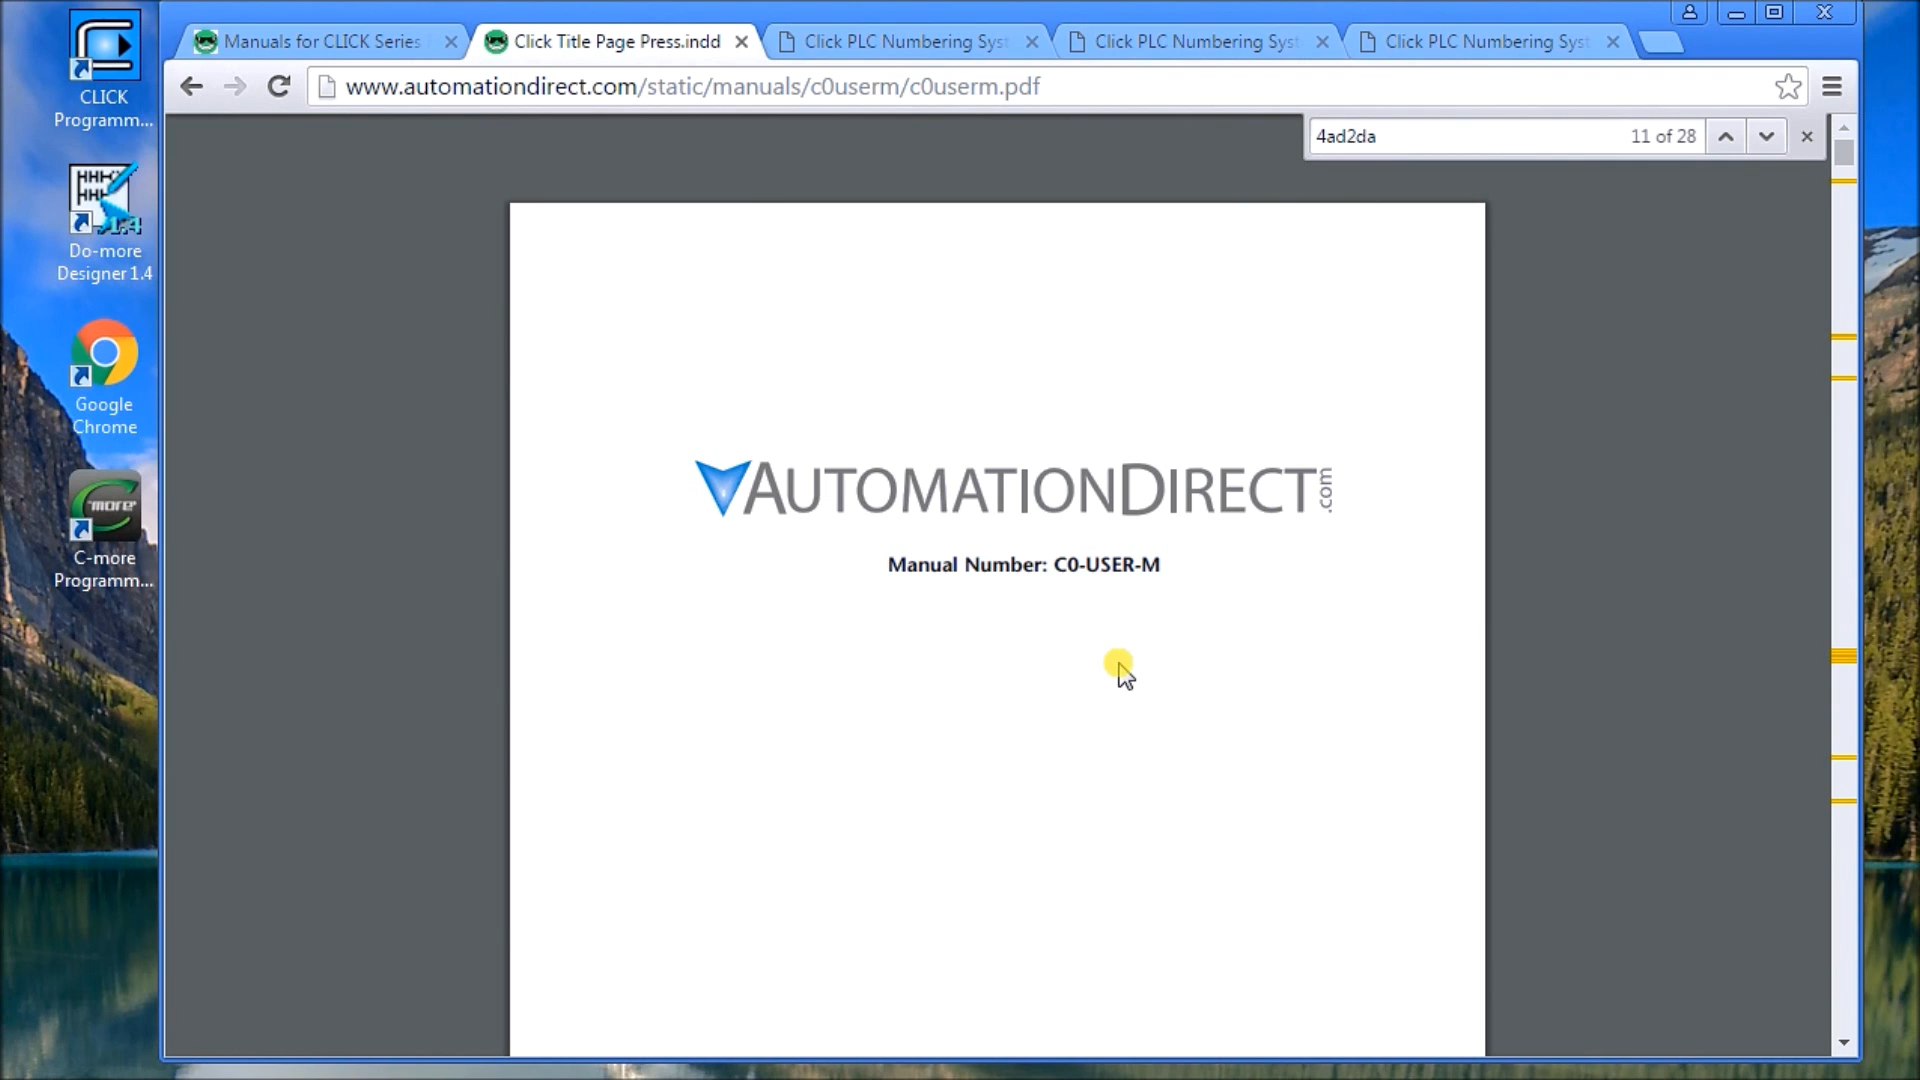 Manuals for CLICK Series
Click Title Page Press.indd
Click PLC Numbering Syst
Click PLC Numbering Syst
Click PLC Numbering Syst
www.automationdirect.com/static/manuals/c0userm/c0userm.pdf
4ad2da
11 of 28
CLICK
Programm...
1.4
Do-more
Designer 1.4
Google
Chrome
C-more
C-more
Programm...
AUTOMATIONDIRECT.com
Manual Number: C0-USER-M